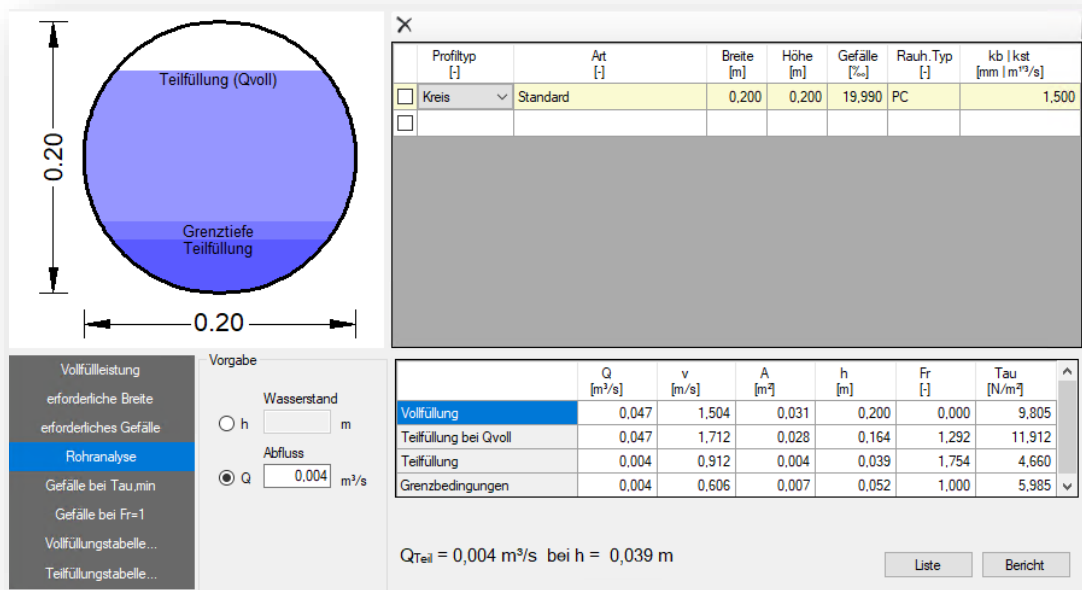 Teilfüllung (Qvoll)
Grenztiefe
Teilfüllung
0.20
0.20
Profiltyp Art Breite Höhe Gefälle Rauh.Typ kb | kst
[-] [-] [m] [m] [‰] [-] [mm | m¹'³/s]
Kreis Standard 0,200 0,200 19,990 PC 1,500
Vollfüllleistung
erforderliche Breite
erforderliches Gefälle
Rohranalyse
Gefälle bei Tau,min
Gefälle bei Fr=1
Vollfüllungstabelle...
Teilfüllungstabelle...
Vorgabe
Wasserstand
h m
Abfluss
Q 0,004 m³/s
Q v A h Fr Tau
[m³/s] [m/s] [m²] [m] [-] [N/m²]
Vollfüllung 0,047 1,504 0,031 0,200 0,000 9,805
Teilfüllung bei Qvoll 0,047 1,712 0,028 0,164 1,292 11,912
Teilfüllung 0,004 0,912 0,004 0,039 1,754 4,660
Grenzbedingungen 0,004 0,606 0,007 0,052 1,000 5,985
QTeil = 0,004 m³/s bei h = 0,039 m
Liste Bericht